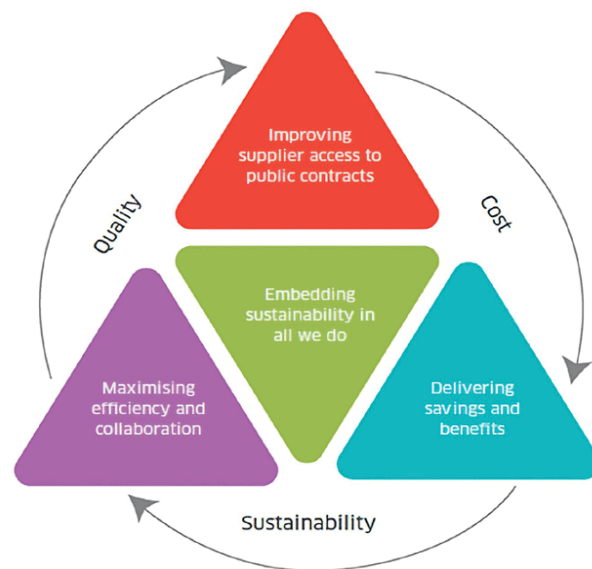 Improving
supplier access to
public contracts
Quality
Cost
Embedding
sustainability in
all we do
Maximising
efficiency and
collaboration
Delivering
savings and
benefits
Sustainability